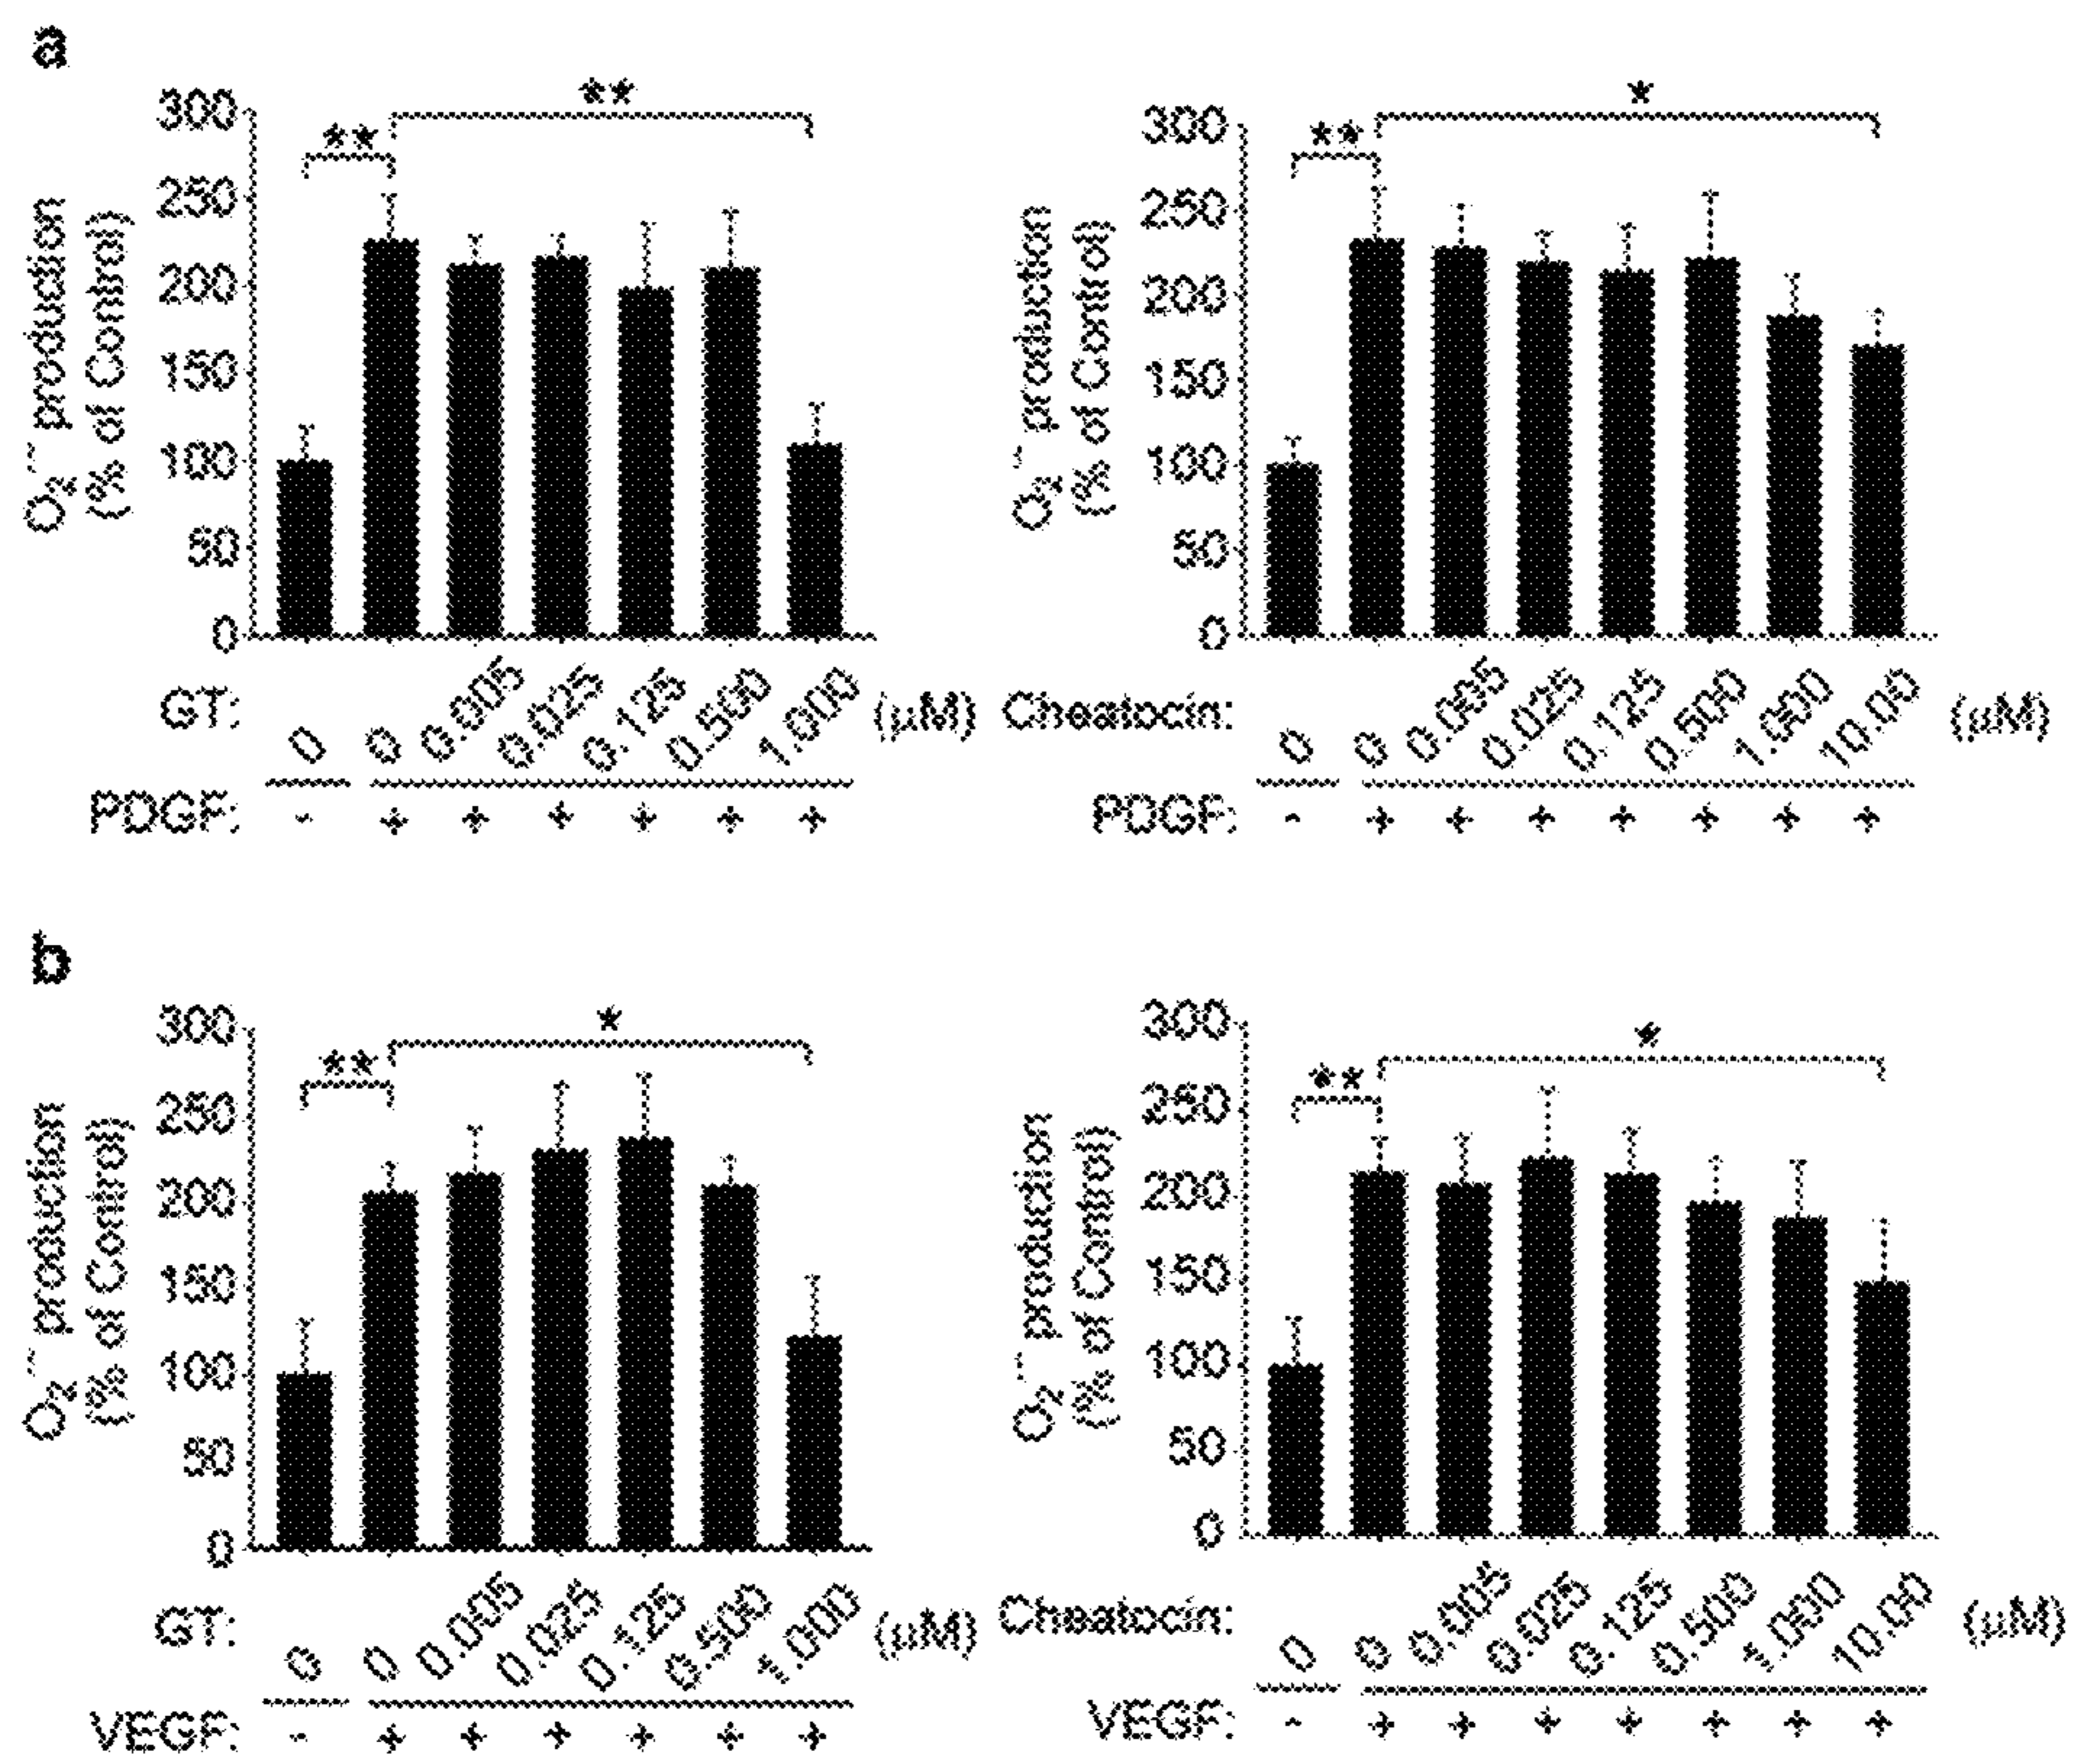 a
**
**
300
250
200
150
100
50
0
O2·− production
(% of Control)
GT: 0 0 0.005 0.025 0.125 0.500 1.000 (µM)
PDGF: - + + + + + +
*
**
300
250
200
150
100
50
0
O2·− production
(% of Control)
Cheatocin: 0 0 0.005 0.025 0.125 0.500 1.000 10.00 (µM)
PDGF: - + + + + + + +
b
*
**
300
250
200
150
100
50
0
O2·− production
(% of Control)
GT: 0 0 0.005 0.025 0.125 0.500 1.000 (µM)
VEGF: - + + + + + +
*
**
300
250
200
150
100
50
0
O2·− production
(% of Control)
Cheatocin: 0 0 0.005 0.025 0.125 0.500 1.000 10.00 (µM)
VEGF: - + + + + + + +